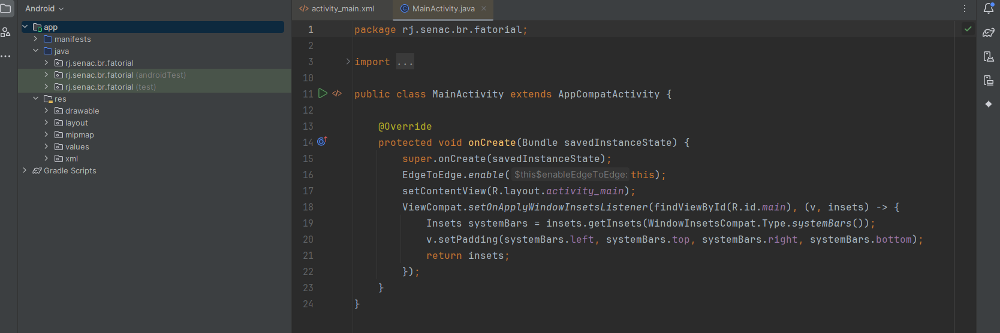 Android
app
manifests
java
rj.senac.br.fatorial
rj.senac.br.fatorial (androidTest)
rj.senac.br.fatorial (test)
res
drawable
layout
mipmap
values
xml
Gradle Scripts
activity_main.xml MainActivity.java
1 package rj.senac.br.fatorial;
2
3 import ...
10
11 public class MainActivity extends AppCompatActivity {
12
13 @Override
14 protected void onCreate(Bundle savedInstanceState) {
15 super.onCreate(savedInstanceState);
16 EdgeToEdge.enable( $this$enableEdgeToEdge: this);
17 setContentView(R.layout.activity_main);
18 ViewCompat.setOnApplyWindowInsetsListener(findViewById(R.id.main), (v, insets) -> {
19 Insets systemBars = insets.getInsets(WindowInsetsCompat.Type.systemBars());
20 v.setPadding(systemBars.left, systemBars.top, systemBars.right, systemBars.bottom);
21 return insets;
22 });
23 }
24 }